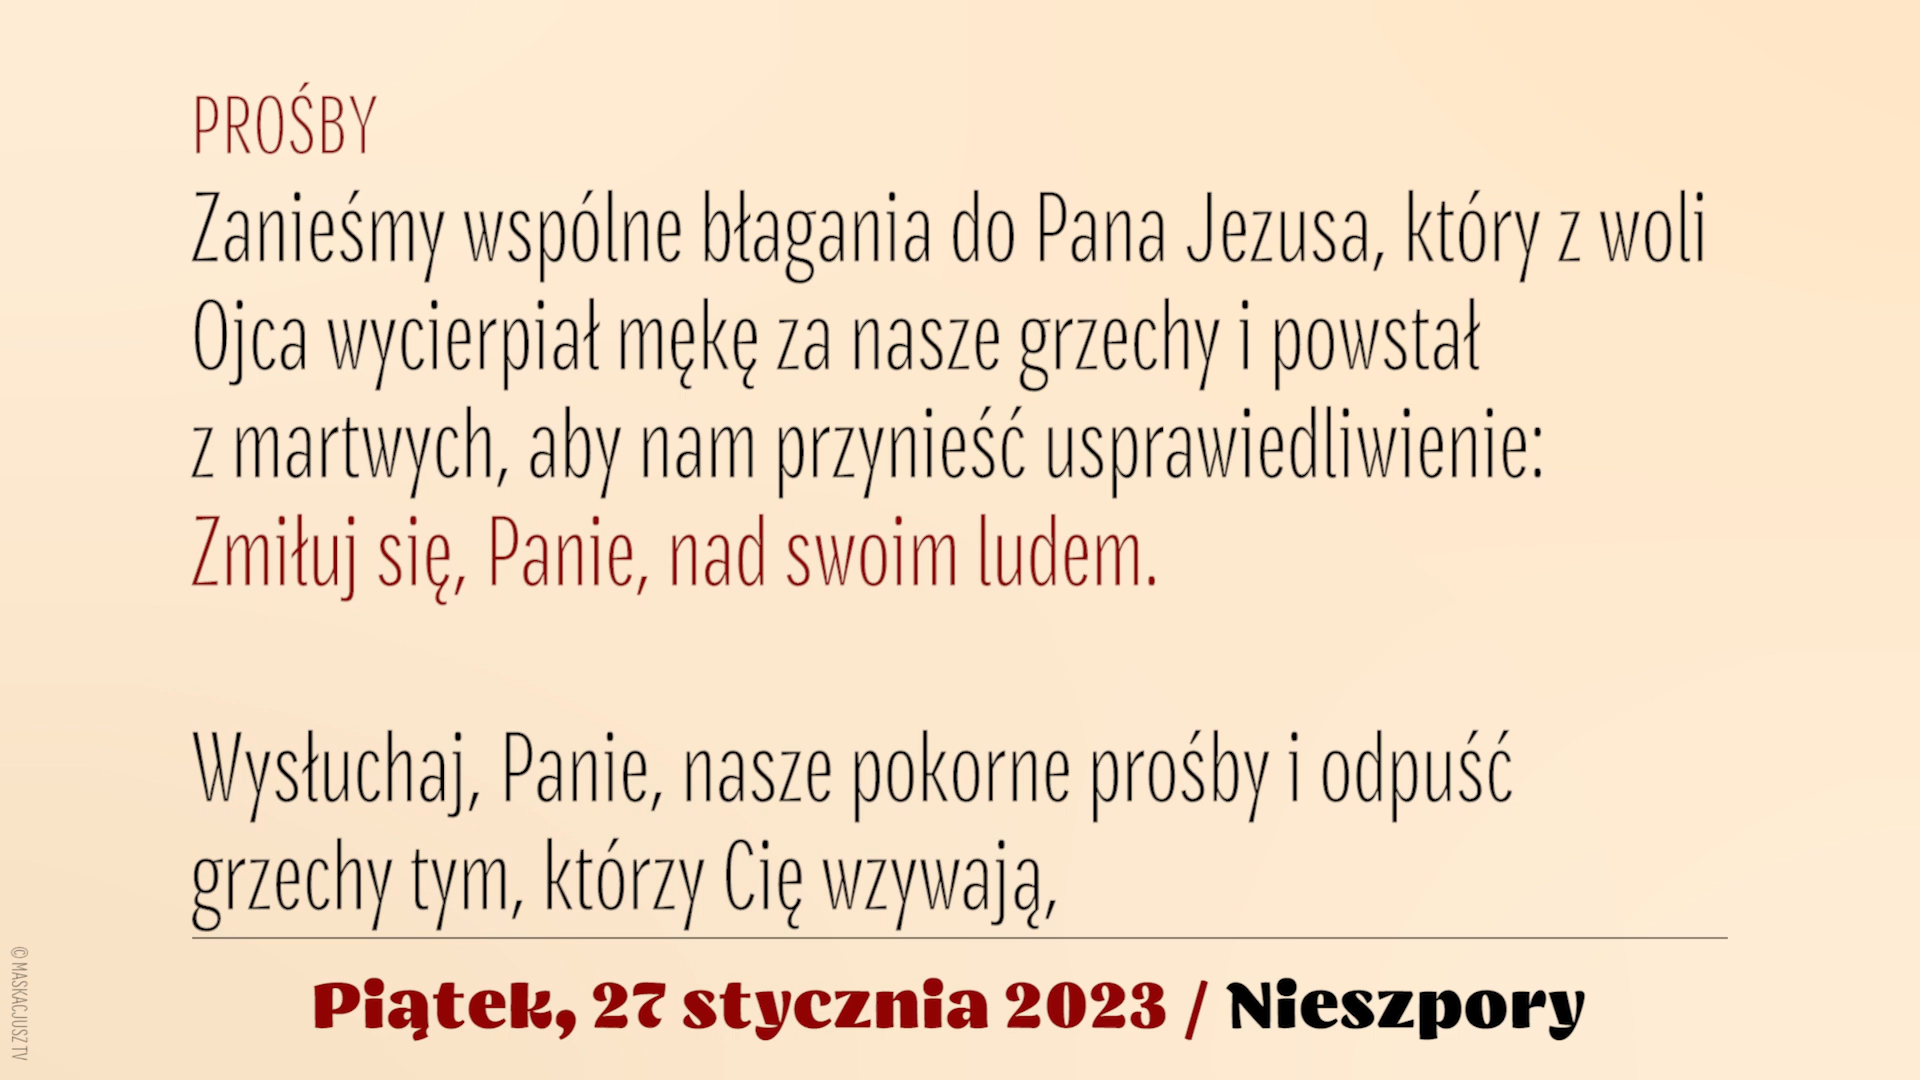 PROŚBY
Zanieśmy wspólne błagania do Pana Jezusa, który z woli
Ojca wycierpiał mękę za nasze grzechy i powstał
z martwych, aby nam przynieść usprawiedliwienie:
Zmiłuj się, Panie, nad swoim ludem.
Wysłuchaj, Panie, nasze pokorne prośby i odpuść
grzechy tym, którzy Cię wzywają,
Piątek, 27 stycznia 2023 / Nieszpory
© MASKACJUSZ TV